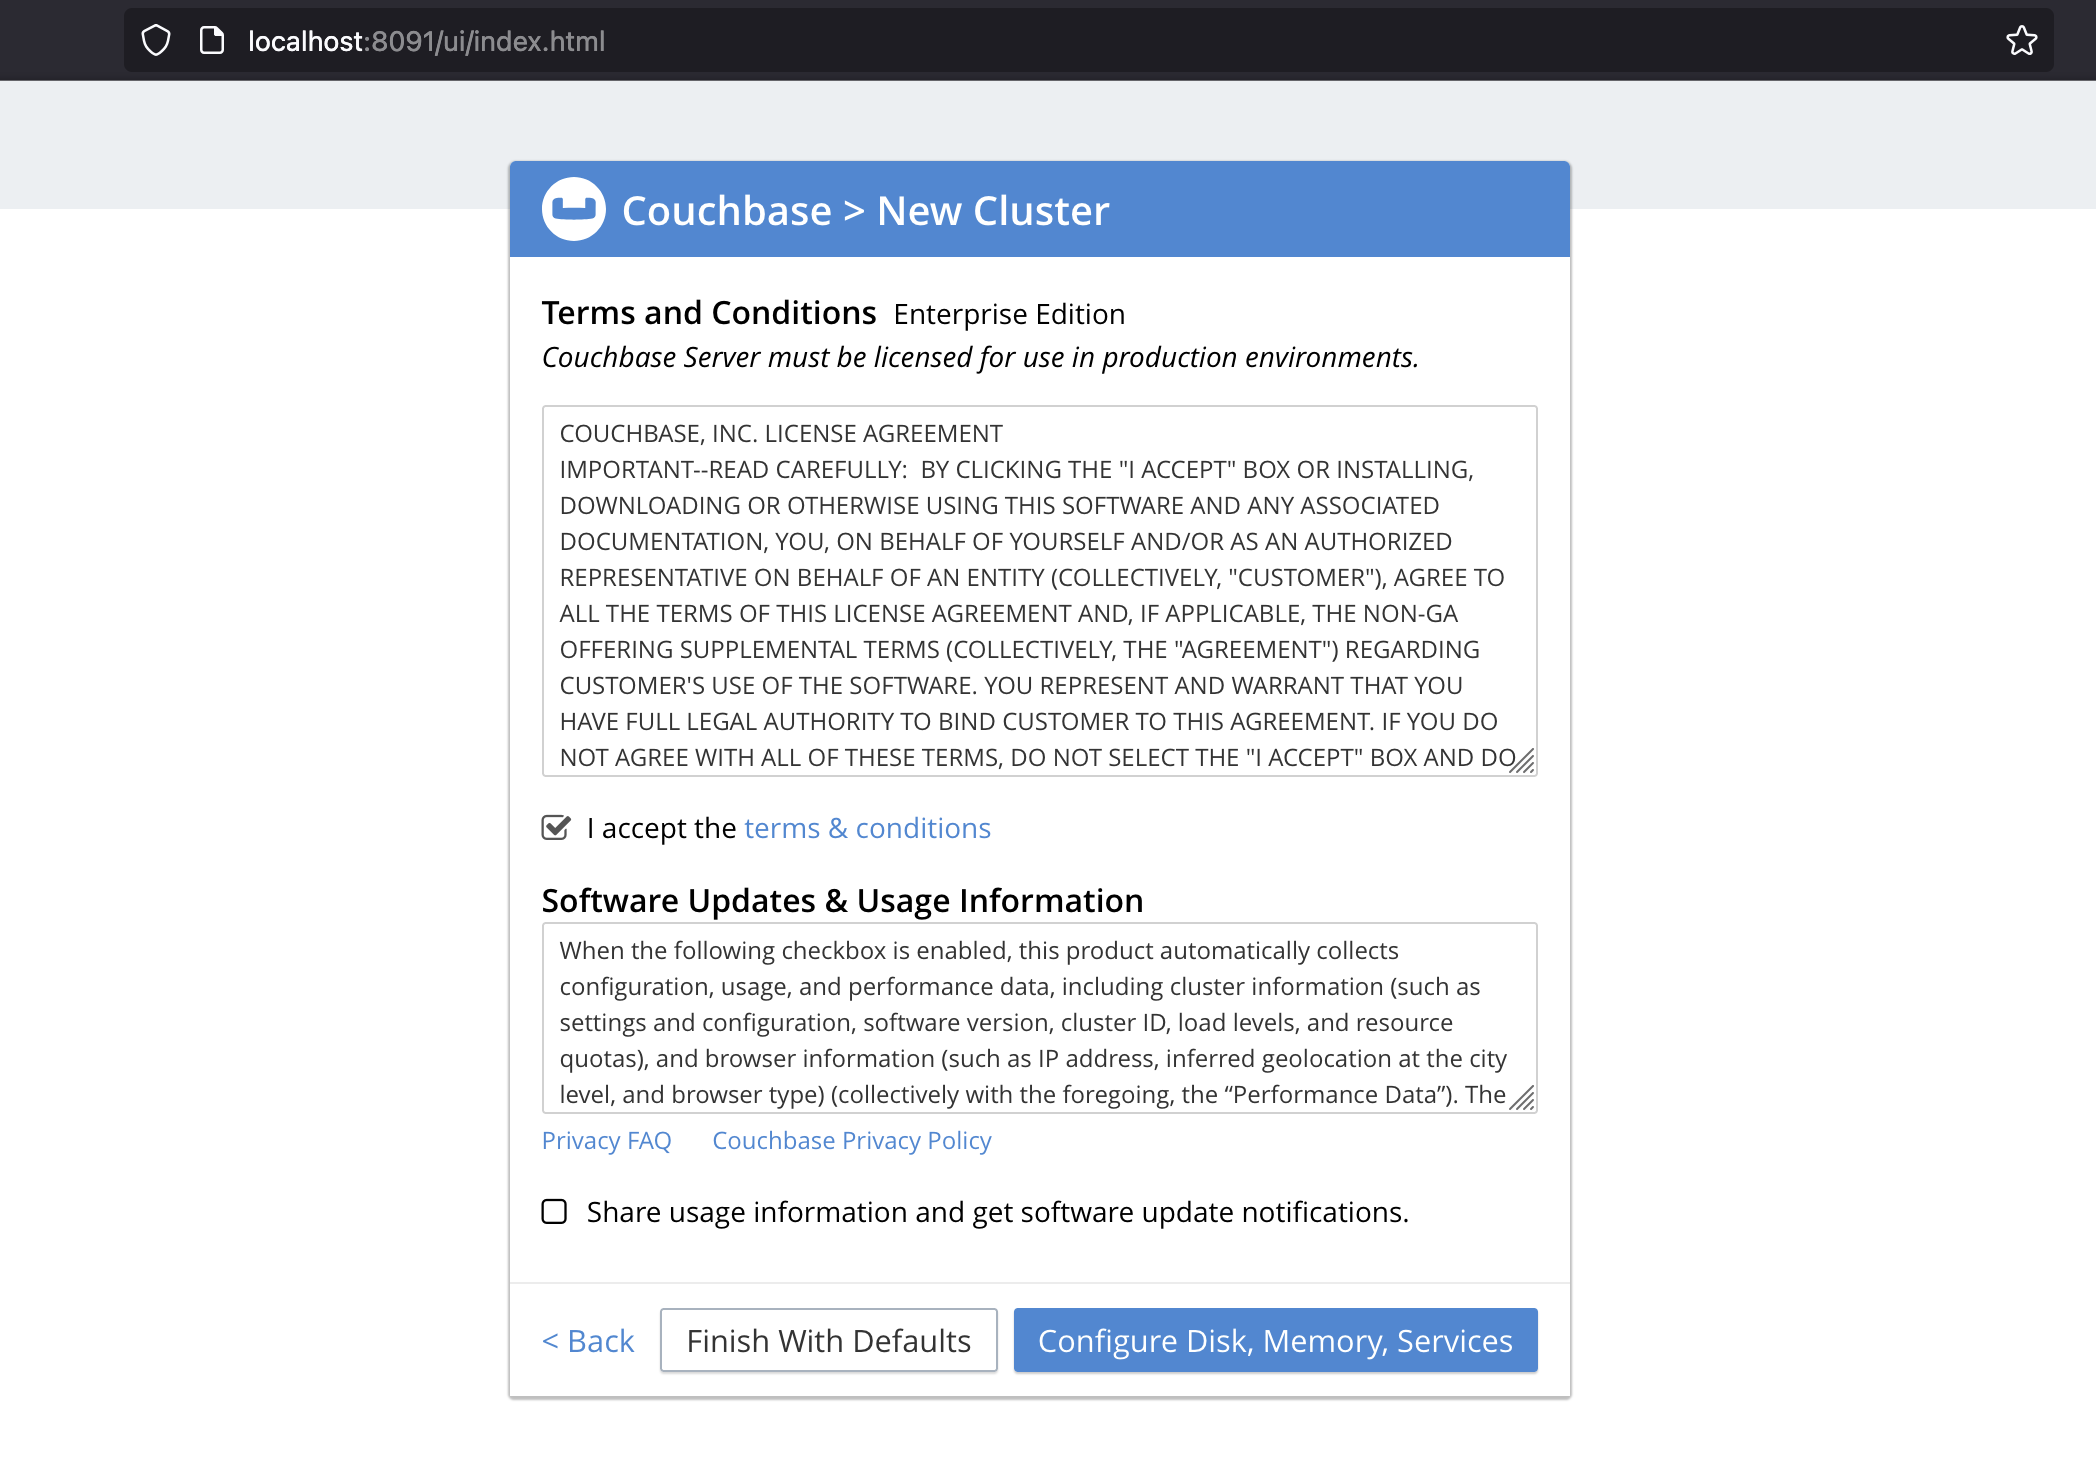 localhost:8091/ui/index.html
Couchbase > New Cluster
Terms and Conditions Enterprise Edition
Couchbase Server must be licensed for use in production environments.
COUCHBASE, INC. LICENSE AGREEMENT
IMPORTANT--READ CAREFULLY:  BY CLICKING THE "I ACCEPT" BOX OR INSTALLING,
DOWNLOADING OR OTHERWISE USING THIS SOFTWARE AND ANY ASSOCIATED
DOCUMENTATION, YOU, ON BEHALF OF YOURSELF AND/OR AS AN AUTHORIZED
REPRESENTATIVE ON BEHALF OF AN ENTITY (COLLECTIVELY, "CUSTOMER"), AGREE TO
ALL THE TERMS OF THIS LICENSE AGREEMENT AND, IF APPLICABLE, THE NON-GA
OFFERING SUPPLEMENTAL TERMS (COLLECTIVELY, THE "AGREEMENT") REGARDING
CUSTOMER'S USE OF THE SOFTWARE. YOU REPRESENT AND WARRANT THAT YOU
HAVE FULL LEGAL AUTHORITY TO BIND CUSTOMER TO THIS AGREEMENT. IF YOU DO
NOT AGREE WITH ALL OF THESE TERMS, DO NOT SELECT THE "I ACCEPT" BOX AND DO
I accept the terms & conditions
Software Updates & Usage Information
When the following checkbox is enabled, this product automatically collects
configuration, usage, and performance data, including cluster information (such as
settings and configuration, software version, cluster ID, load levels, and resource
quotas), and browser information (such as IP address, inferred geolocation at the city
level, and browser type) (collectively with the foregoing, the “Performance Data”). The
Privacy FAQ Couchbase Privacy Policy
Share usage information and get software update notifications.
< Back Finish With Defaults Configure Disk, Memory, Services